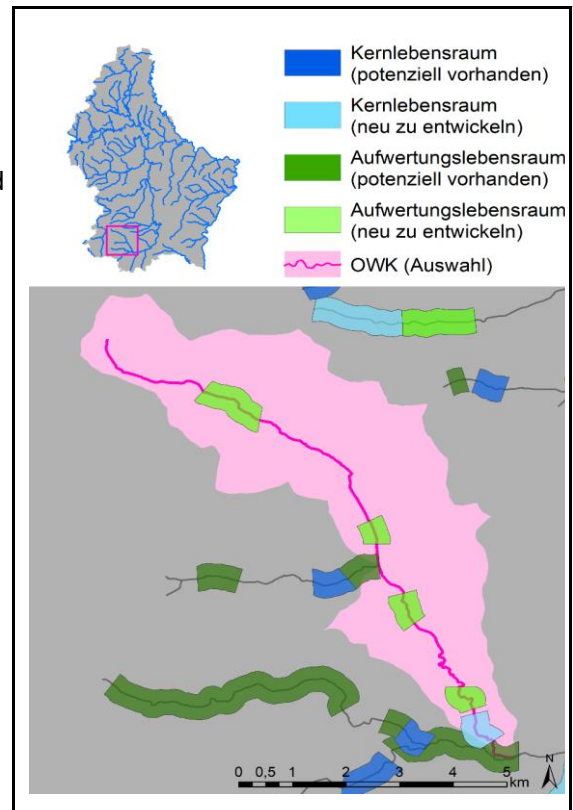 d
Kernlebensraum
(potenziell vorhanden)
Kernlebensraum
(neu zu entwickeln)
Aufwertungslebensraum
(potenziell vorhanden)
Aufwertungslebensraum
(neu zu entwickeln)
OWK (Auswahl)
N
0 0,5 1 2 3 4 5
km